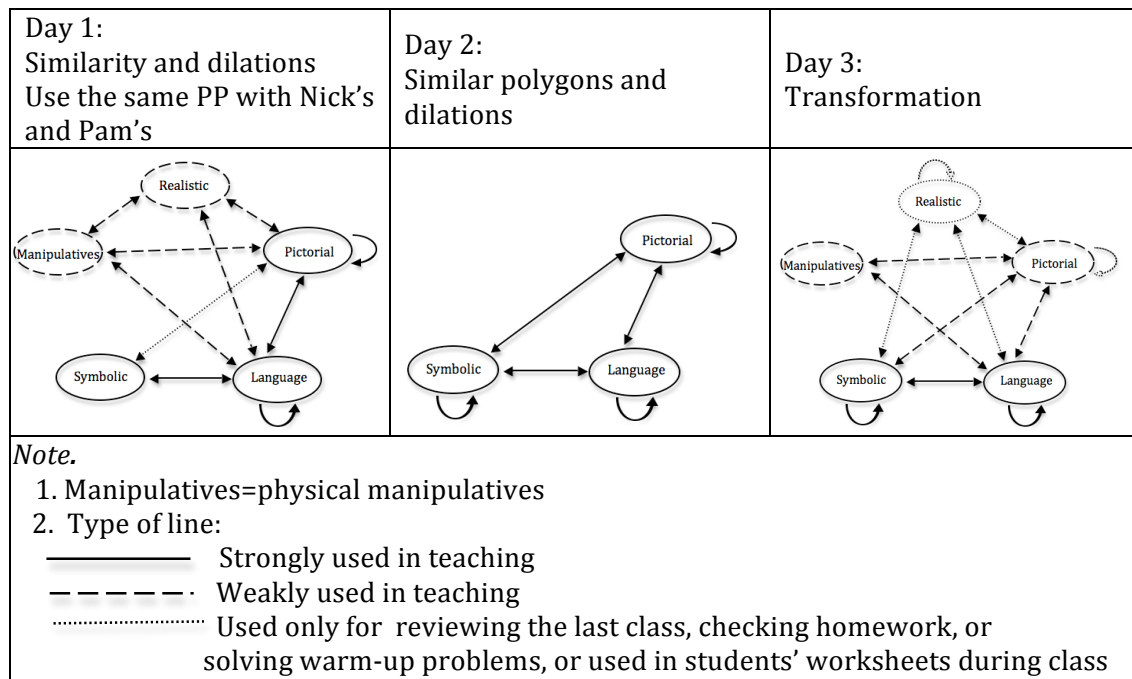 Day 1:
Similarity and dilations
Use the same PP with Nick's
and Pam's
Day 2:
Similar polygons and
dilations
Day 3:
Transformation
Realistic
Manipulatives
Pictorial
Symbolic
Language
Pictorial
Symbolic
Language
Realistic
Manipulatives
Pictorial
Symbolic
Language
Note.
1. Manipulatives=physical manipulatives
2. Type of line:
Strongly used in teaching
Weakly used in teaching
Used only for reviewing the last class, checking homework, or
solving warm-up problems, or used in students' worksheets during class